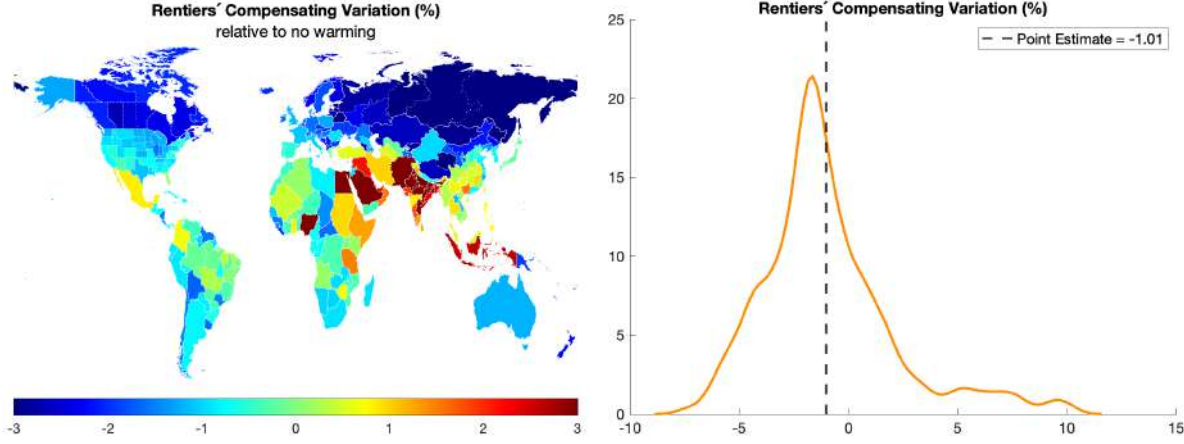 Rentiers´ Compensating Variation (%)
relative to no warming
-3 -2 -1 0 1 2 3
Rentiers´ Compensating Variation (%)
25
20
15
10
5
0
-10 -5 0 5 10 15
Point Estimate = -1.01